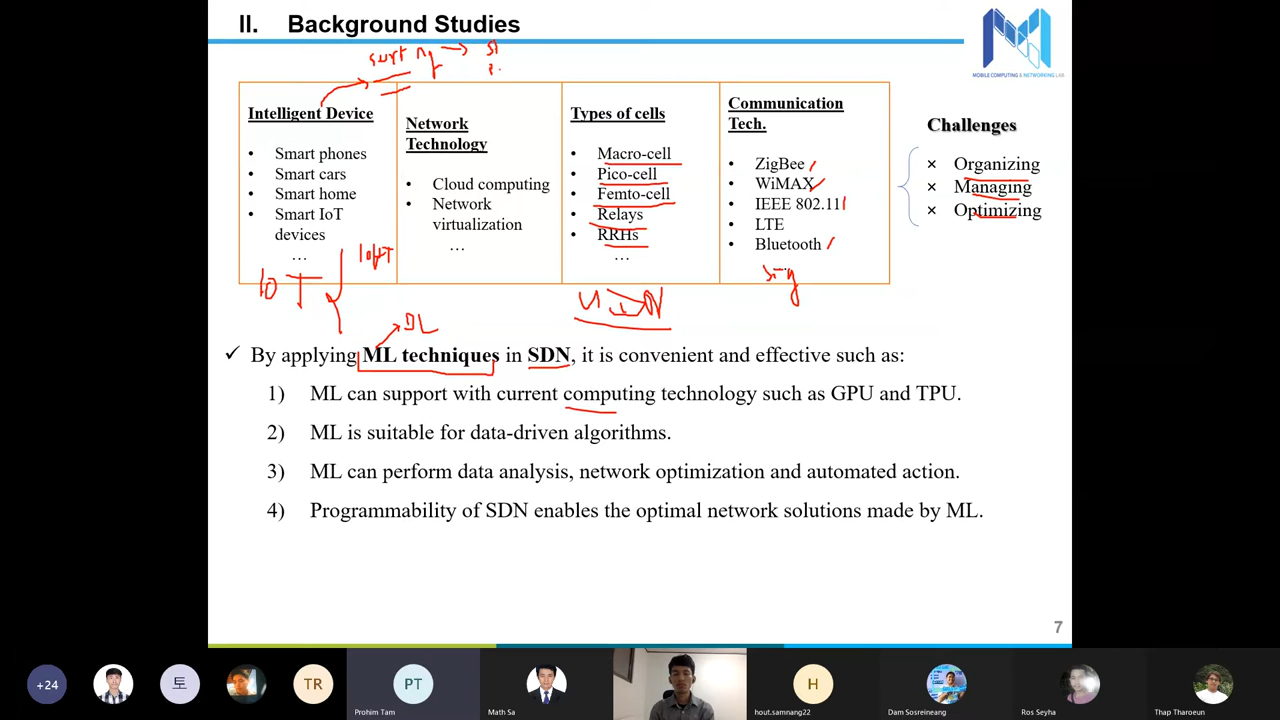 II. Background Studies
MOBILE COMPUTING & NETWORKING LAB.
Intelligent Device
• Smart phones
• Smart cars
• Smart home
• Smart IoT
devices
…
Network
Technology
• Cloud computing
• Network
virtualization
…
Types of cells
• Macro-cell
• Pico-cell
• Femto-cell
• Relays
• RRHs
…
Communication
Tech.
• ZigBee
• WiMAX
• IEEE 802.11
• LTE
• Bluetooth
Challenges
× Organizing
× Managing
× Optimizing
DL
✓ By applying ML techniques in SDN, it is convenient and effective such as:
1) ML can support with current computing technology such as GPU and TPU.
2) ML is suitable for data-driven algorithms.
3) ML can perform data analysis, network optimization and automated action.
4) Programmability of SDN enables the optimal network solutions made by ML.
7
+24
토
TR
PT
Prohim Tam
Math Sa
H
hout.samnang22
Dam Sosreineang
Ros Seyha
Thap Tharoeun